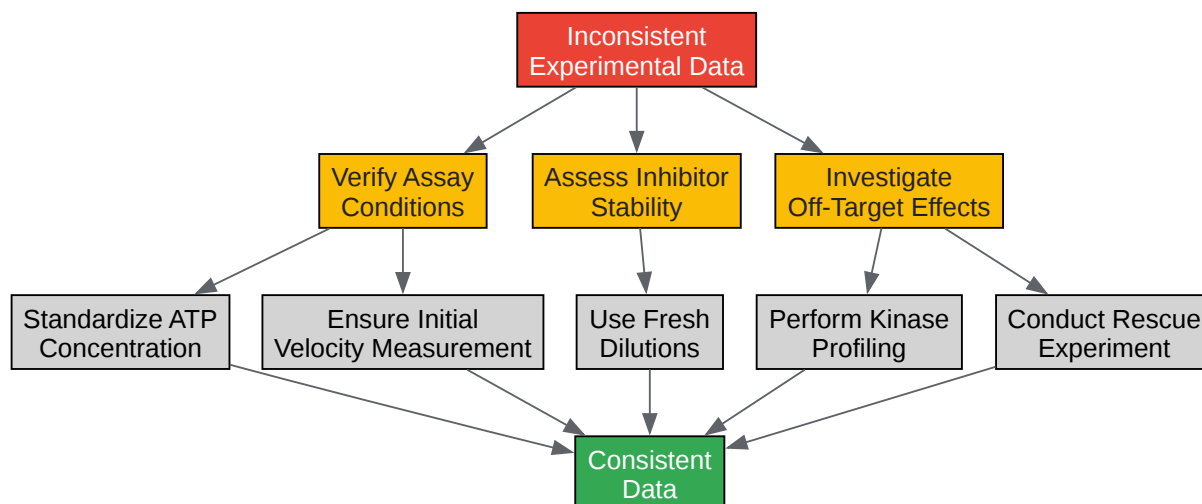 Inconsistent
Experimental Data
Verify Assay
Conditions
Assess Inhibitor
Stability
Investigate
Off-Target Effects
Standardize ATP
Concentration
Ensure Initial
Velocity Measurement
Use Fresh
Dilutions
Perform Kinase
Profiling
Conduct Rescue
Experiment
Consistent
Data